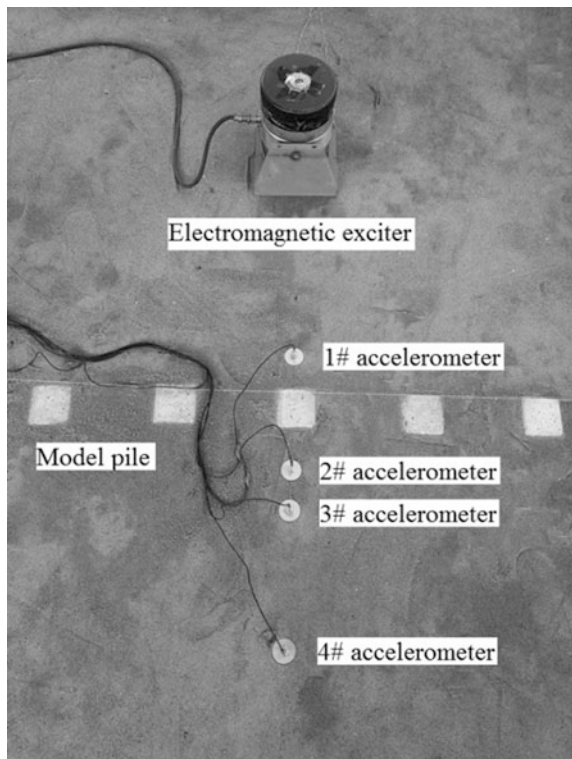 Electromagnetic exciter
1# accelerometer
Model pile
2# accelerometer
3# accelerometer
4# accelerometer